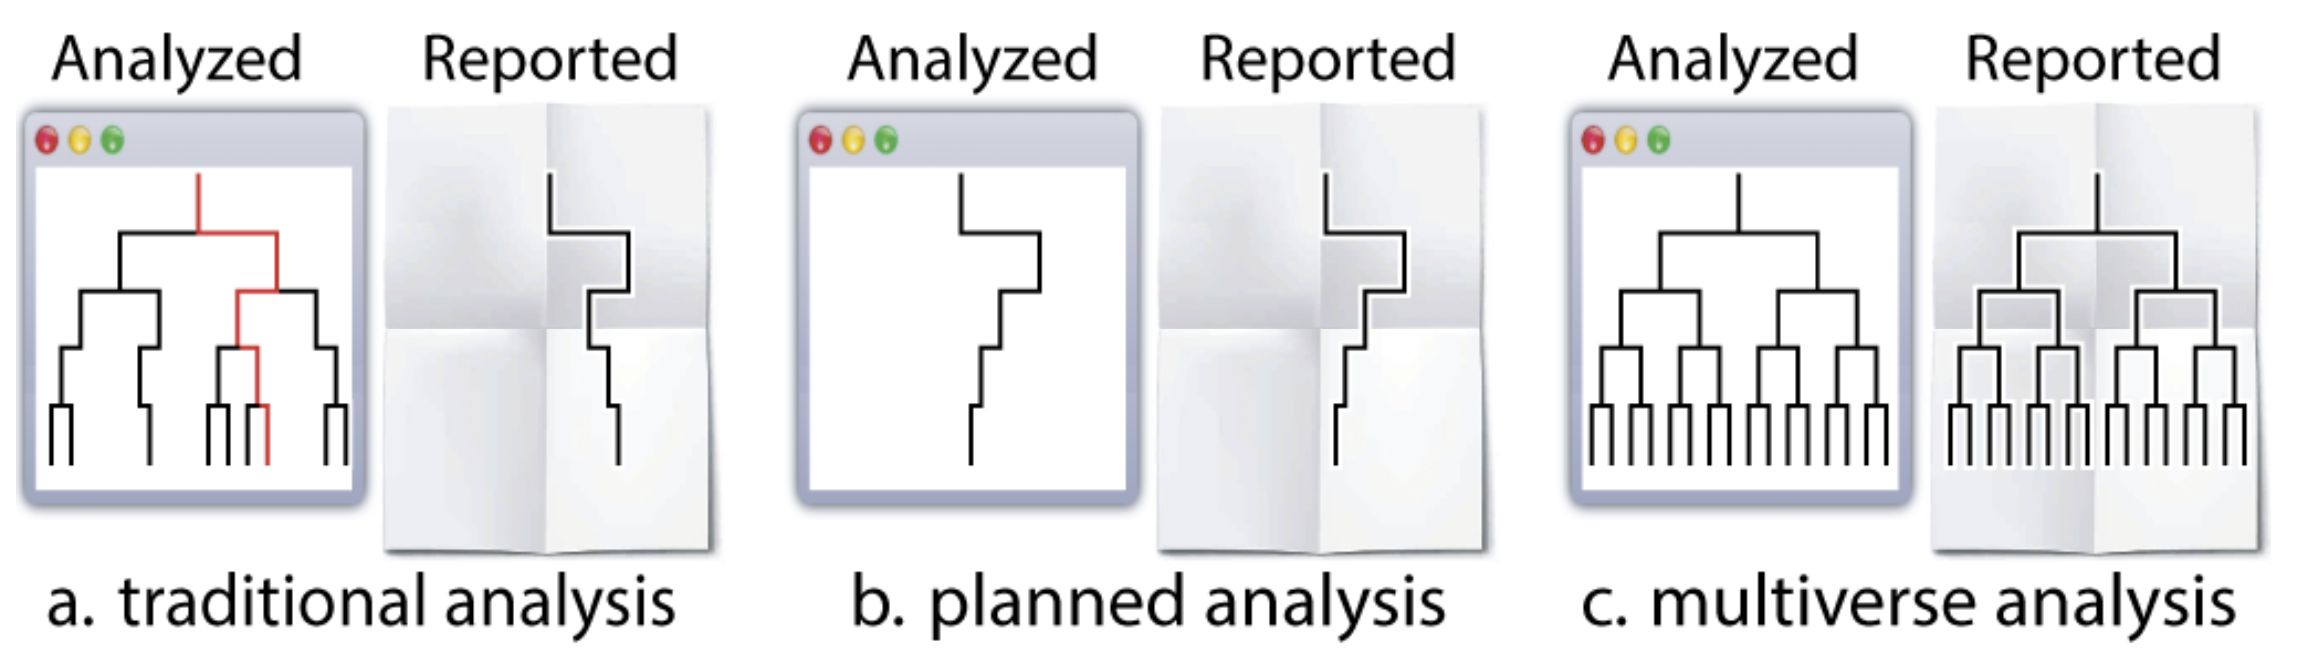 Analyzed Reported Analyzed Reported Analyzed Reported
a. traditional analysis b. planned analysis c. multiverse analysis